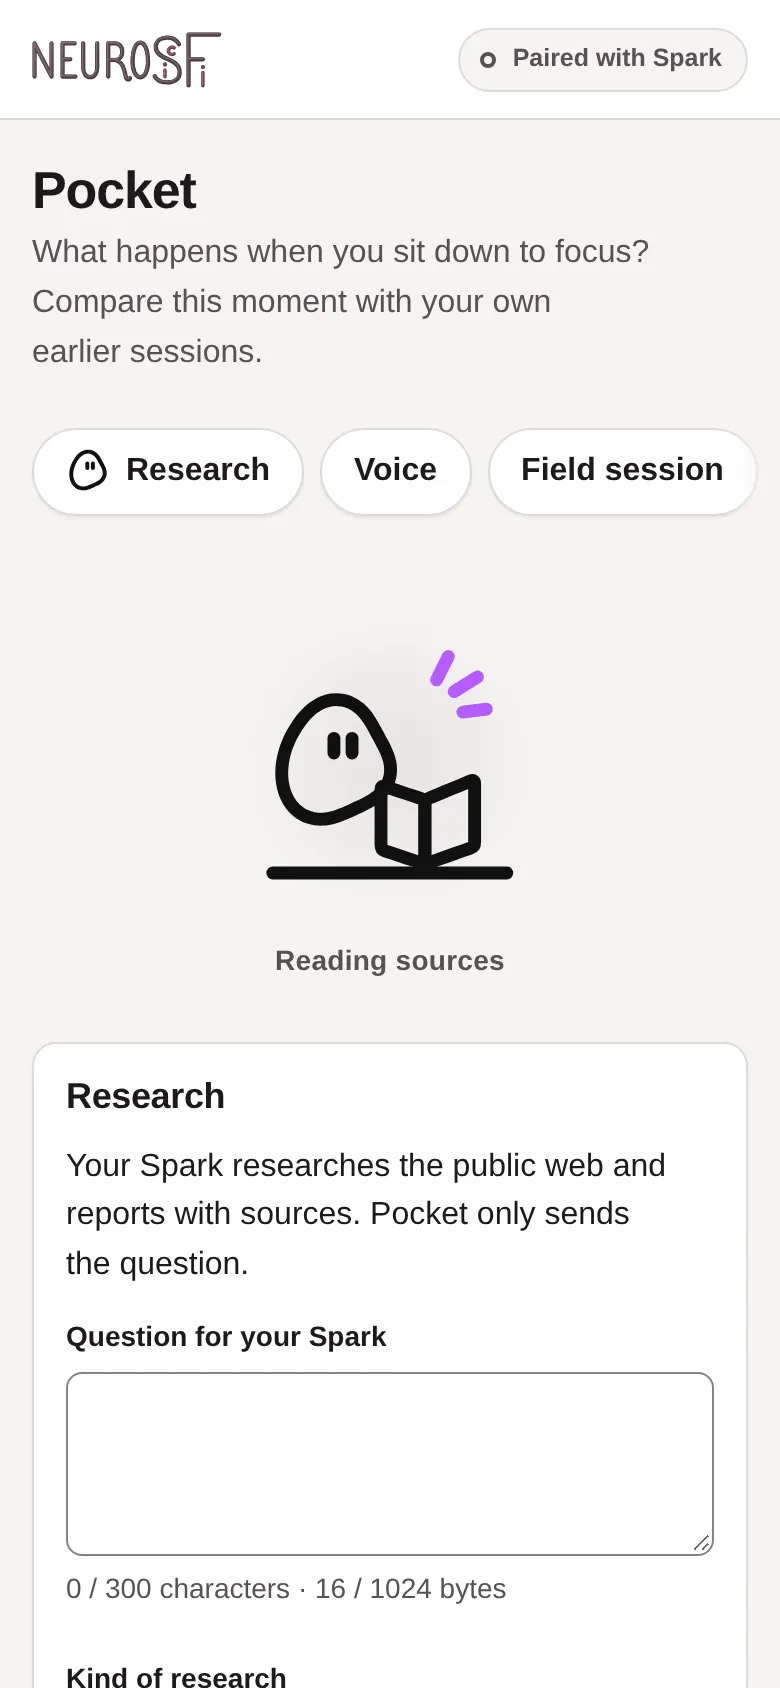 NEUROSciFi
Paired with Spark
Pocket
What happens when you sit down to focus?
Compare this moment with your own
earlier sessions.
Research
Voice
Field session
Reading sources
Research
Your Spark researches the public web and
reports with sources. Pocket only sends
the question.
Question for your Spark
0 / 300 characters · 16 / 1024 bytes
Kind of research